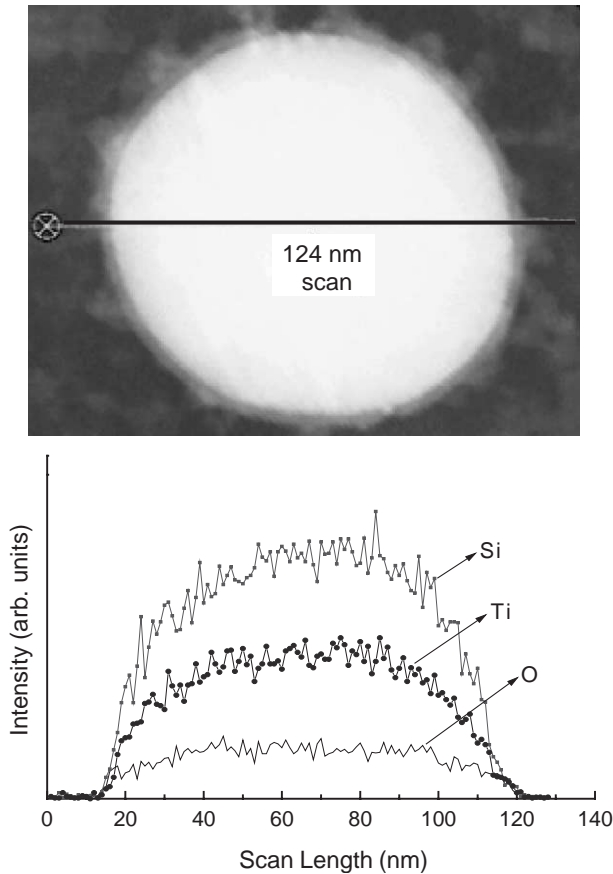 124 nm
scan
Intensity (arb. units)
Si
Ti
O
0 20 40 60 80 100 120 140
Scan Length (nm)